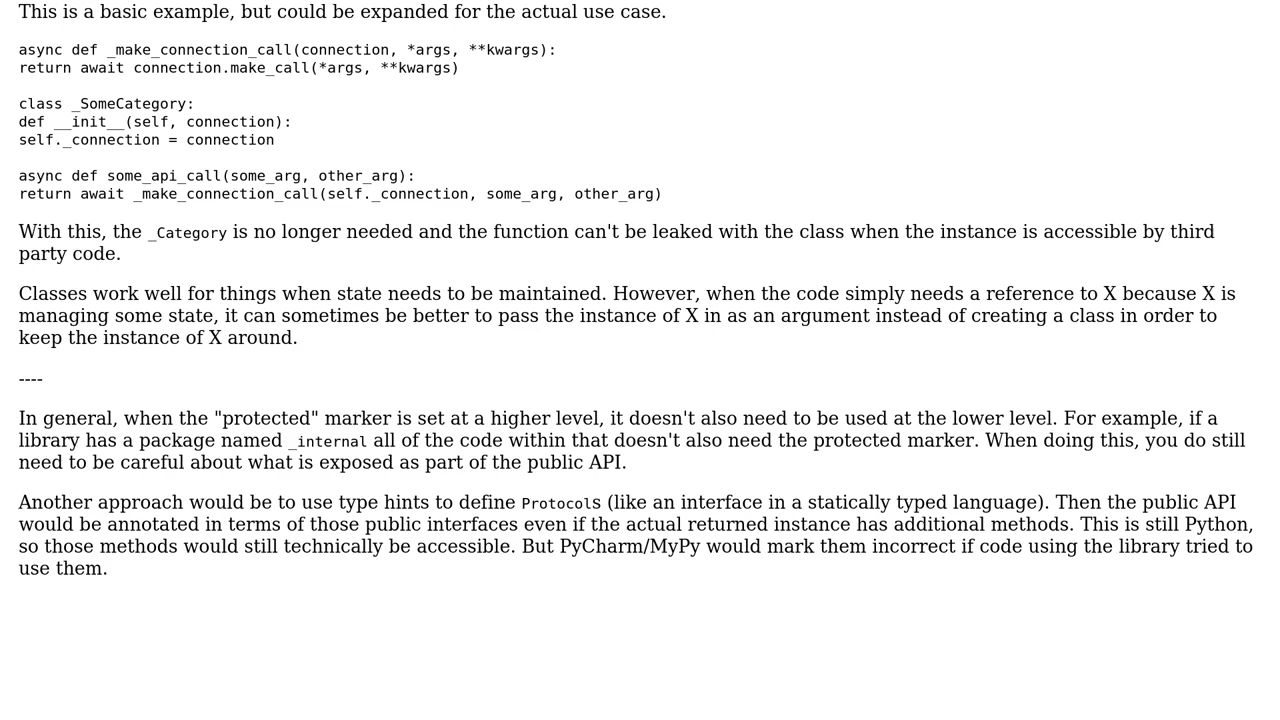 This is a basic example, but could be expanded for the actual use case.
async def _make_connection_call(connection, *args, **kwargs):
return await connection.make_call(*args, **kwargs)
class _SomeCategory:
def __init__(self, connection):
self._connection = connection
async def some_api_call(some_arg, other_arg):
return await _make_connection_call(self._connection, some_arg, other_arg)
With this, the _Category is no longer needed and the function can't be leaked with the class when the instance is accessible by third
party code.
Classes work well for things when state needs to be maintained. However, when the code simply needs a reference to X because X is
managing some state, it can sometimes be better to pass the instance of X in as an argument instead of creating a class in order to
keep the instance of X around.
----
In general, when the "protected" marker is set at a higher level, it doesn't also need to be used at the lower level. For example, if a
library has a package named _internal all of the code within that doesn't also need the protected marker. When doing this, you do still
need to be careful about what is exposed as part of the public API.
Another approach would be to use type hints to define Protocols (like an interface in a statically typed language). Then the public API
would be annotated in terms of those public interfaces even if the actual returned instance has additional methods. This is still Python,
so those methods would still technically be accessible. But PyCharm/MyPy would mark them incorrect if code using the library tried to
use them.